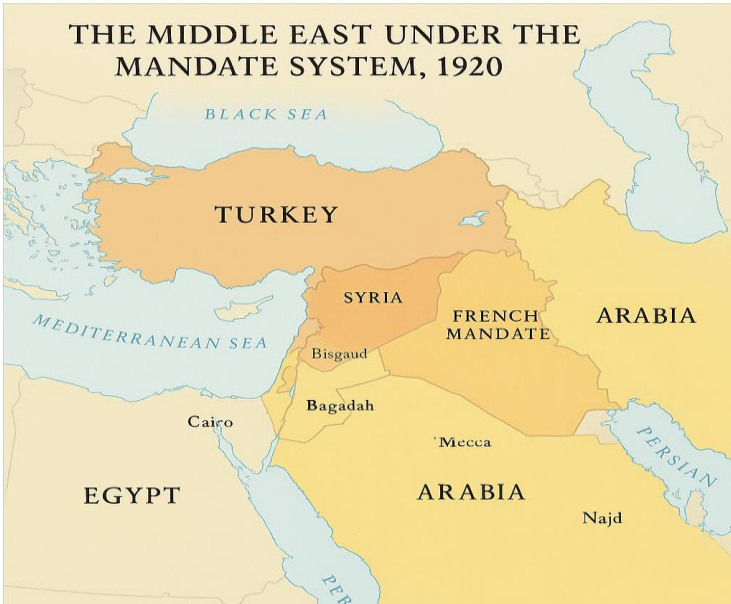 THE MIDDLE EAST UNDER THE
MANDATE SYSTEM, 1920
BLACK SEA
TURKEY
SYRIA
FRENCH
MANDATE
ARABIA
MEDITERRANEAN SEA
Bisgaud
Bagadah
Cairo
Mecca
PERSIAN
EGYPT
ARABIA
Najd
PER